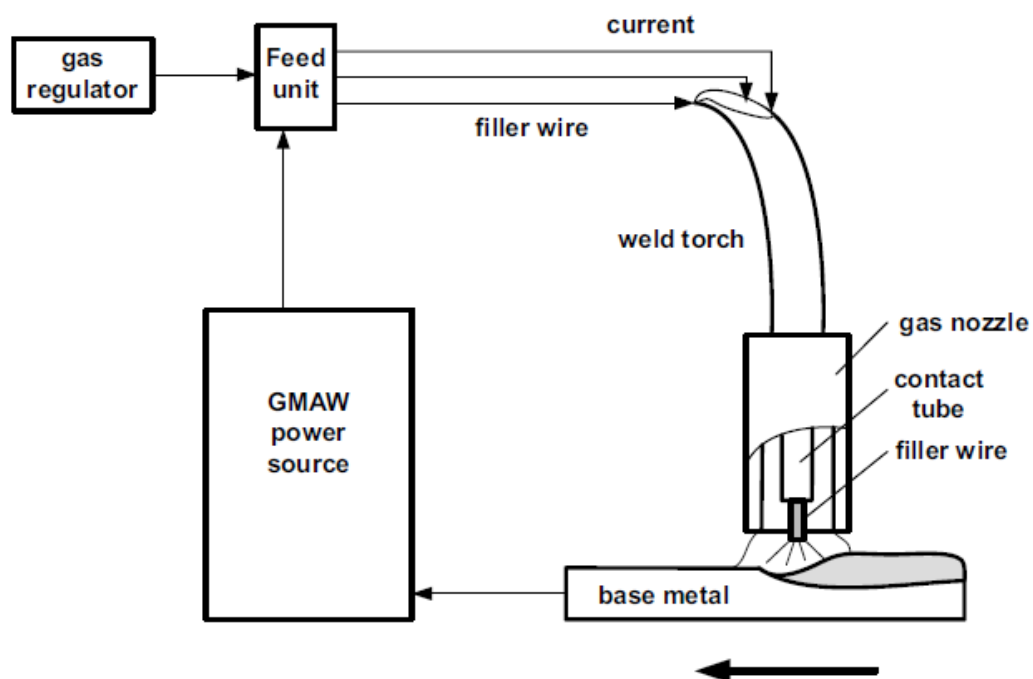 gas
regulator
Feed
unit
current
filler wire
weld torch
gas nozzle
contact
tube
filler wire
GMAW
power
source
base metal